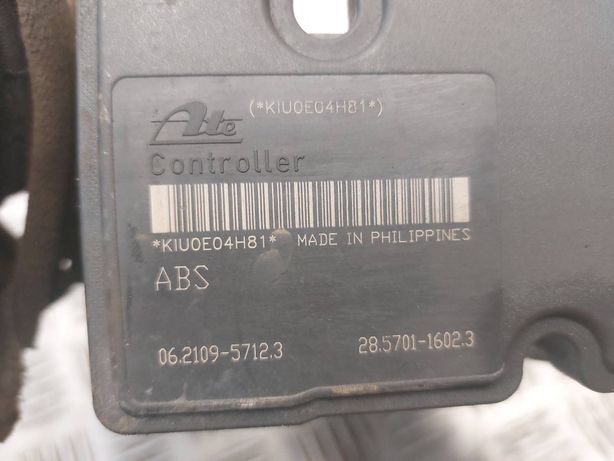 (*KIU0E04H81*)
Ate
Controller
*KIU0E04H81* MADE IN PHILIPPINES
ABS
06.2109-5712.3 28.5701-1602.3